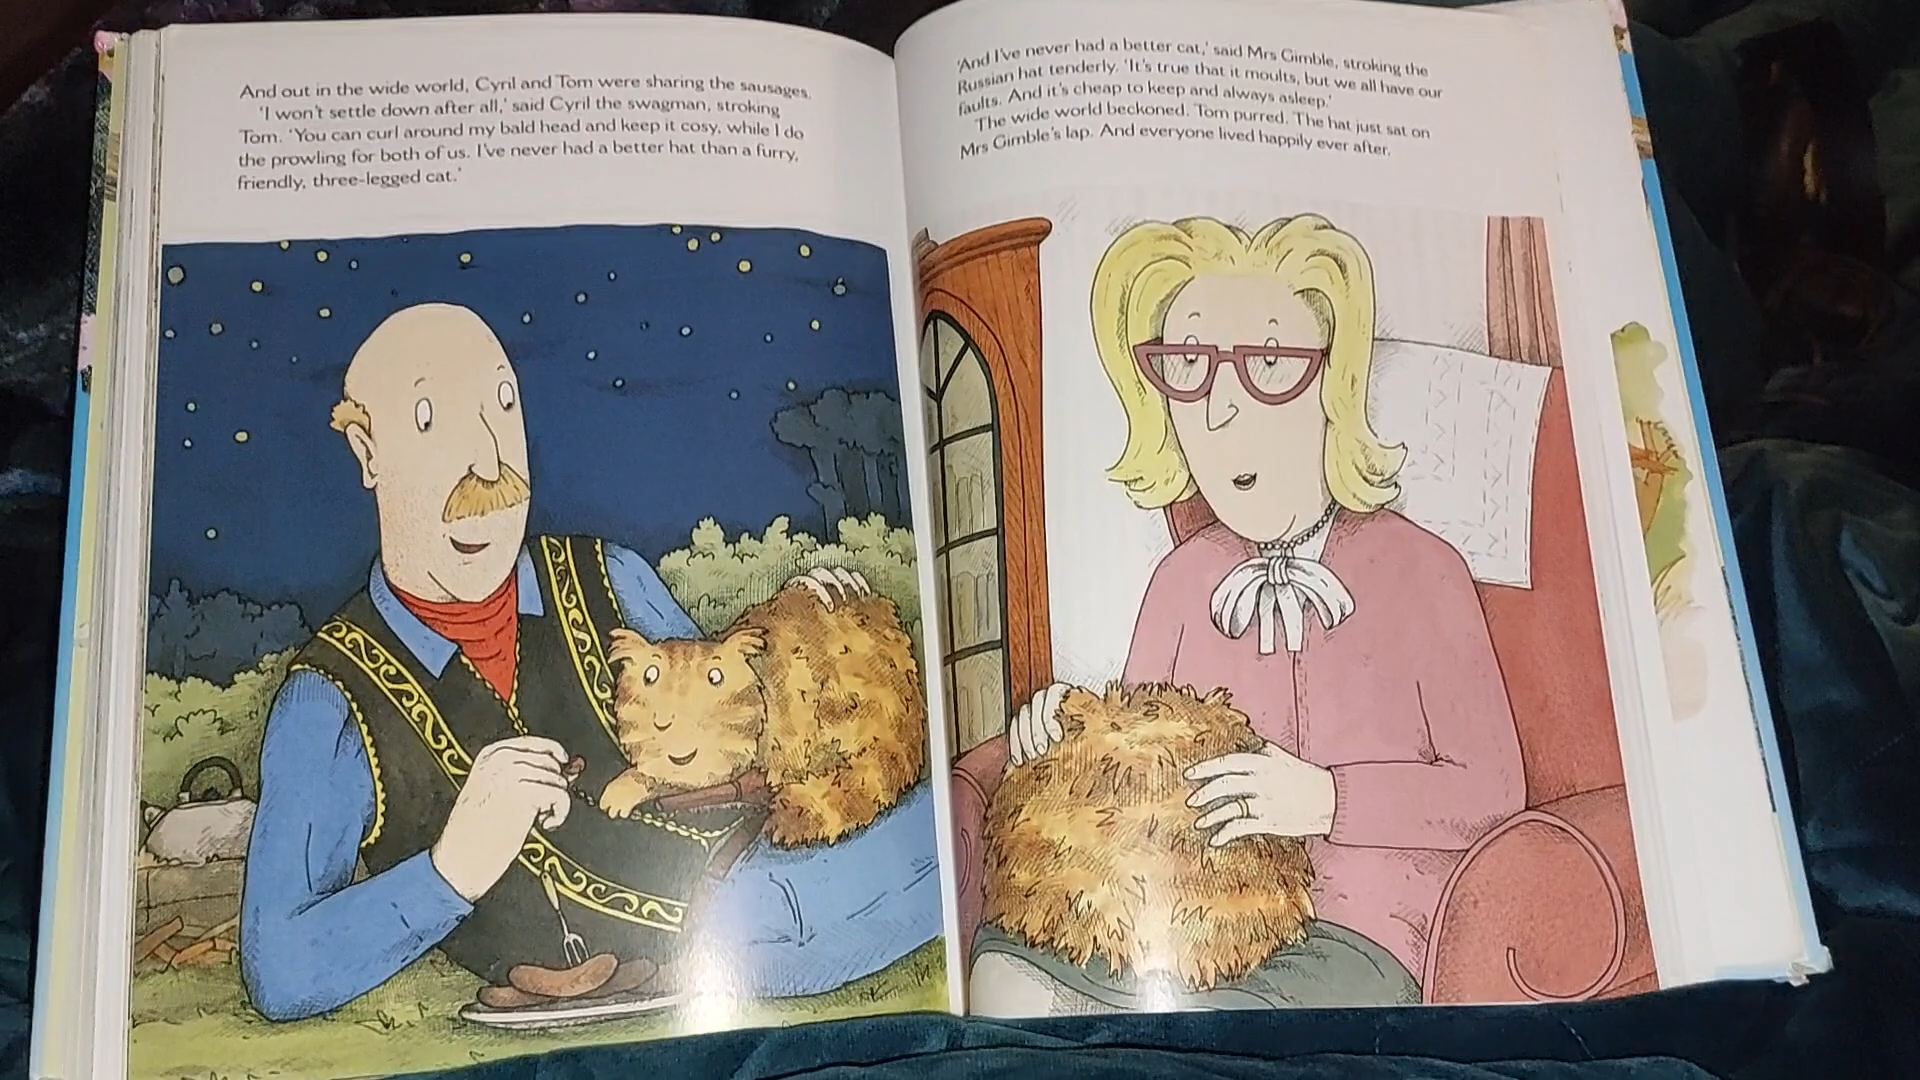 And out in the wide world, Cyril and Tom were sharing the sausages.
'I won't settle down after all,' said Cyril the swagman, stroking
Tom. 'You can curl around my bald head and keep it cosy, while I do
the prowling for both of us. I've never had a better hat than a furry,
friendly, three-legged cat.'
'And I've never had a better cat,' said Mrs Gimble, stroking the
Russian hat tenderly. 'It's true that it moults, but we all have our
faults. And it's cheap to keep and always asleep.'
The wide world beckoned. Tom purred. The hat just sat on
Mrs Gimble's lap. And everyone lived happily ever after.